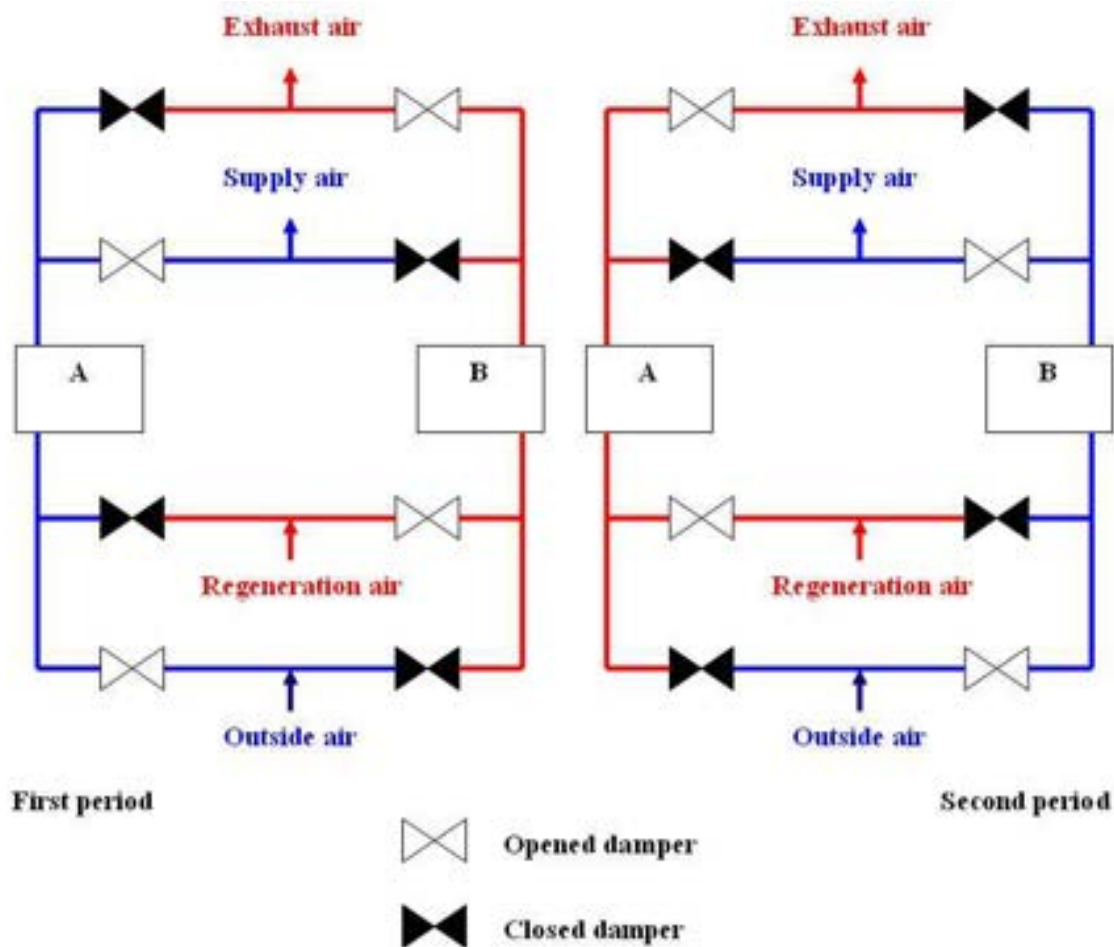 Exhaust air
Exhaust air
Supply air
Supply air
A
B
A
B
Regeneration air
Regeneration air
Outside air
Outside air
First period
Second period
Opened damper
Closed damper